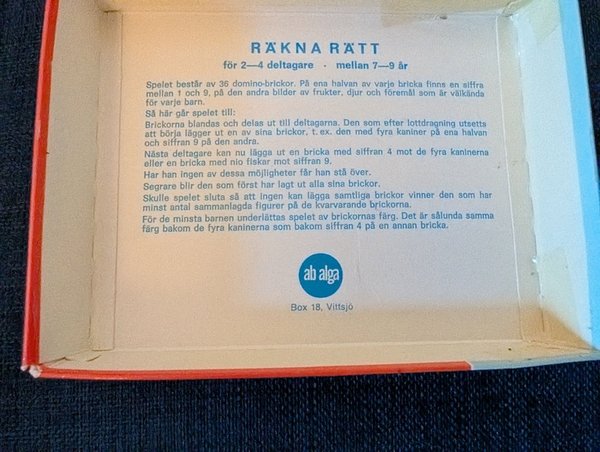 RÄKNA RÄTT
för 2—4 deltagare · mellan 7—9 år
Spelet består av 36 domino-brickor. På ena halvan av varje bricka finns en siffra
mellan 1 och 9, på den andra bilder av frukter, djur och föremål som är välkända
för varje barn.
Så här går spelet till:
Brickorna blandas och delas ut till deltagarna. Den som efter lottdragning utsetts
att börja lägger ut en av sina brickor, t. ex. den med fyra kaniner på ena halvan
och siffran 9 på den andra.
Nästa deltagare kan nu lägga ut en bricka med siffran 4 mot de fyra kaninerna
eller en bricka med nio fiskar mot siffran 9.
Har han ingen av dessa möjligheter får han stå över.
Segrare blir den som först har lagt ut alla sina brickor.
Skulle spelet sluta så att ingen kan lägga samtliga brickor vinner den som har
minst antal sammanlagda figurer på de kvarvarande brickorna.
För de minsta barnen underlättas spelet av brickornas färg. Det är sålunda samma
färg bakom de fyra kaninerna som bakom siffran 4 på en annan bricka.
ab alga
Box 18, Vittsjö